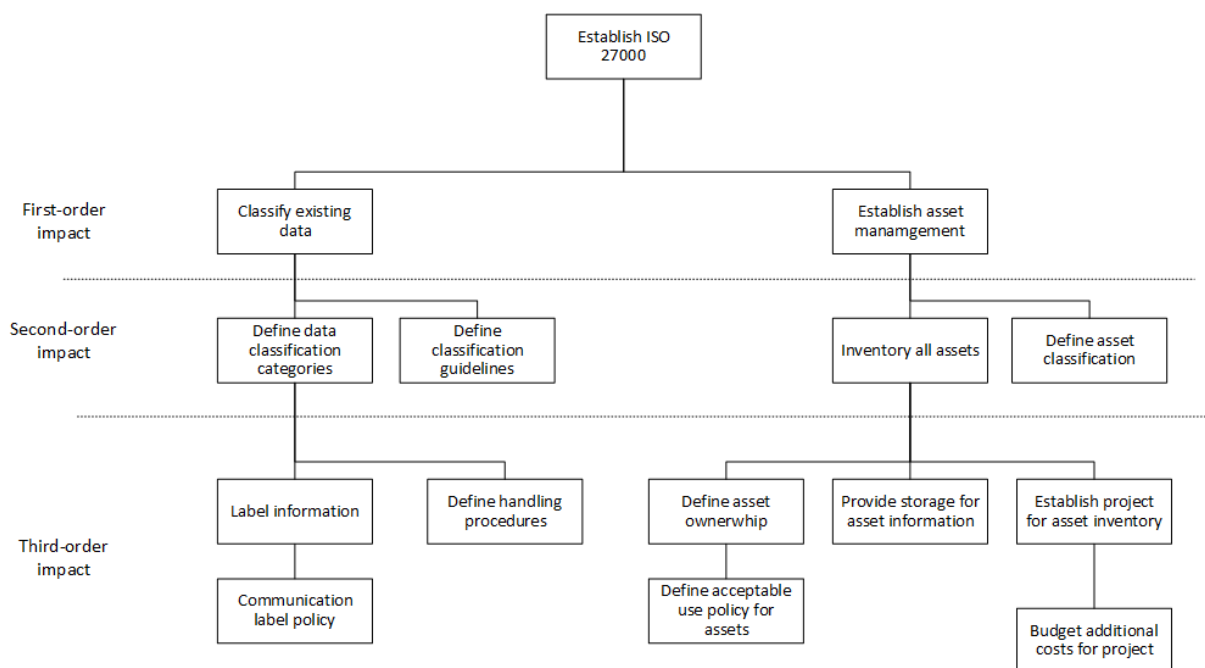 Establish ISO
27000
First-order
impact
Classify existing
data
Establish asset
manamgement
Second-order
impact
Define data
classification
categories
Define
classification
guidelines
Inventory all assets
Define asset
classification
Third-order
impact
Label information
Define handling
procedures
Define asset
ownerwhip
Provide storage for
asset information
Establish project
for asset inventory
Communication
label policy
Define acceptable
use policy for
assets
Budget additional
costs for project